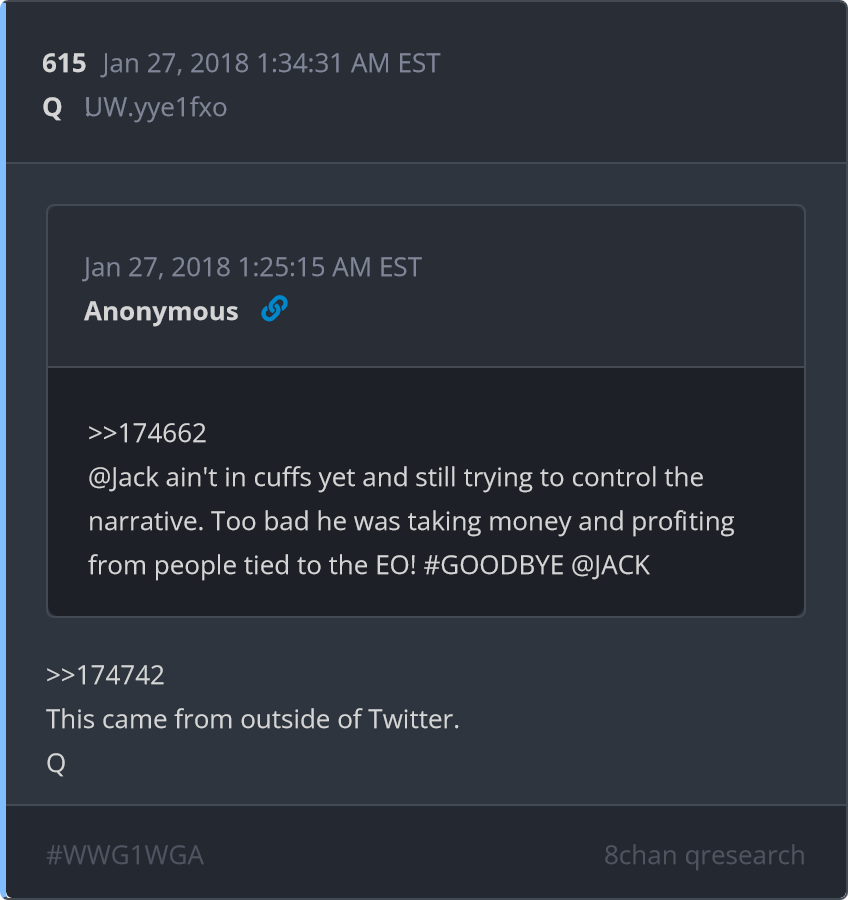 615 Jan 27, 2018 1:34:31 AM EST
Q UW.yye1fxo
Jan 27, 2018 1:25:15 AM EST
Anonymous
>>174662
@Jack ain't in cuffs yet and still trying to control the
narrative. Too bad he was taking money and profiting
from people tied to the EO! #GOODBYE @JACK
>>174742
This came from outside of Twitter.
Q
#WWG1WGA 8chan qresearch